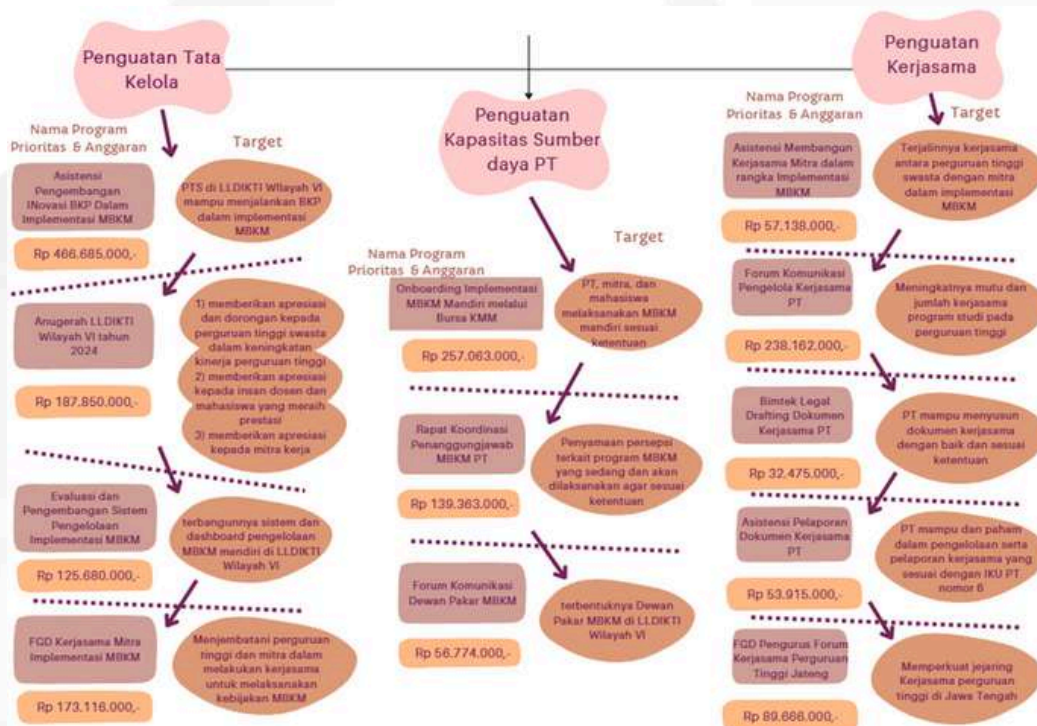 Penguatan Tata
Kelola
Nama Program
Prioritas & Anggaran
Target
Asistensi
Pengembangan
INovasi BKP Dalam
Implementasi MBKM
Rp 466.685.000,-
PTS di LLDIKTI Wilayah VI
mampu menjalankan BKP
dalam implementasi
MBKM
Anugerah LLDIKTI
Wilayah VI tahun
2024
Rp 187.850.000,-
1) memberikan apresiasi
dan dorongan kepada
perguruan tinggi swasta
dalam keningkatan
kinerja perguruan tinggi
2) memberikan apresiasi
kepada insan dosen dan
mahasiswa yang meraih
prestasi
3) memberikan apresiasi
kepada mitra kerja
Evaluasi dan
Pengembangan Sistem
Pengelolaan
Implementasi MBKM
Rp 125.680.000,-
terbangunnya sistem dan
dashboard pengelolaan
MBKM mandiri di LLDIKTI
Wilayah VI
FGD Kerjasama Mitra
Implementasi MBKM
Rp 173.116.000,-
Menjembatani perguruan
tinggi dan mitra dalam
melakukan kerjasama
untuk melaksanakan
kebijakan MBKM
Penguatan
Kapasitas Sumber
daya PT
Nama Program
Prioritas & Anggaran
Target
Onboarding Implementasi
MBKM Mandiri melalui
Bursa KMM
Rp 257.063.000,-
PT, mitra, dan
mahasiswa
melaksanakan MBKM
mandiri sesuai
ketentuan
Rapat Koordinasi
Penanggungjawab
MBKM PT
Rp 139.363.000,-
Penyamaan persepsi
terkait program MBKM
yang sedang dan akan
dilaksanakan agar sesuai
ketentuan
Forum Komunikasi
Dewan Pakar MBKM
Rp 56.774.000,-
terbentuknya Dewan
Pakar MBKM di LLDIKTI
Wilayah VI
Penguatan
Kerjasama
Nama Program
Prioritas & Anggaran
Target
Asistensi Membangun
Kerjasama Mitra dalam
rangka Implementasi
MBKM
Rp 57.138.000,-
Terjalinnya kerjasama
antara perguruan tinggi
swasta dengan mitra
dalam implementasi
MBKM
Forum Komunikasi
Pengelola Kerjasama
PT
Rp 238.162.000,-
Meningkatnya mutu dan
jumlah kerjasama
program studi pada
perguruan tinggi
Bimtek Legal
Drafting Dokumen
Kerjasama PT
Rp 32.475.000,-
PT mampu menyusun
dokumen kerjasama
dengan baik dan sesuai
ketentuan
Asistensi Pelaporan
Dokumen Kerjasama
PT
Rp 53.915.000,-
PT mampu dan paham
dalam pengelolaan serta
pelaporan kerjasama yang
sesuai dengan IKU PT
nomor 6
FGD Pengurus Forum
Kerjasama Perguruan
Tinggi Jateng
Rp 89.666.000,-
Memperkuat jejaring
Kerjasama perguruan
tinggi di Jawa Tengah